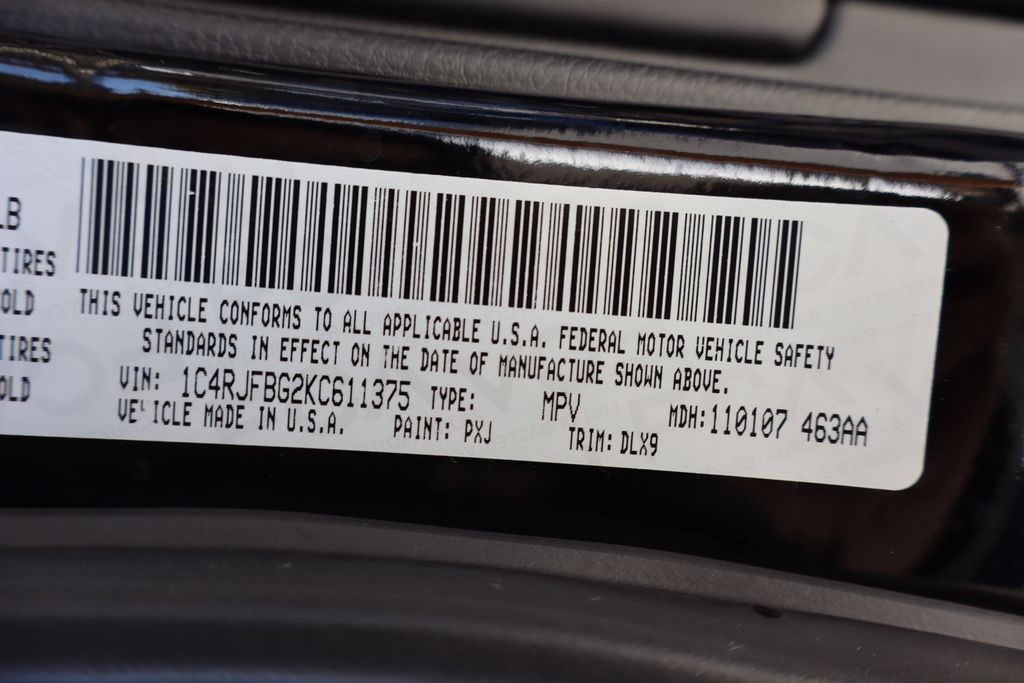 LB
TIRES
OLD
TIRES
OLD
THIS VEHICLE CONFORMS TO ALL APPLICABLE U.S.A. FEDERAL MOTOR VEHICLE SAFETY
STANDARDS IN EFFECT ON THE DATE OF MANUFACTURE SHOWN ABOVE.
VIN: 1C4RJFBG2KC611375 TYPE: MPV MDH:110107 463AA
VEHICLE MADE IN U.S.A. PAINT: PXJ TRIM: DLX9